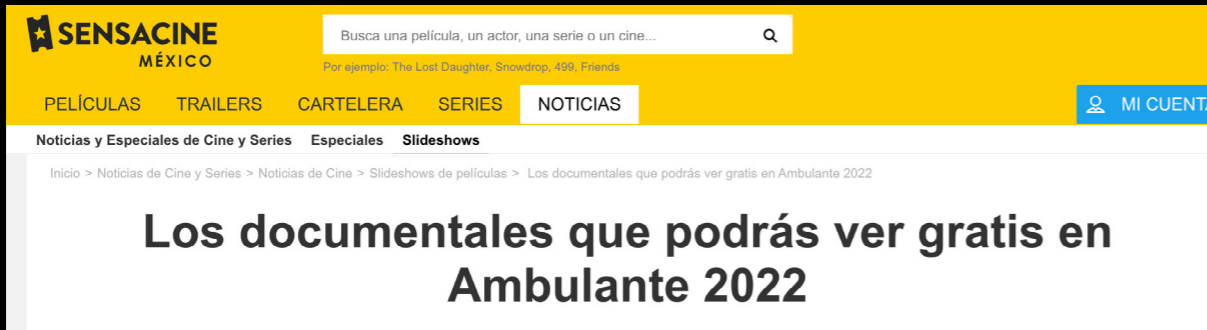 SENSACINE
MÉXICO
Busca una película, un actor, una serie o un cine...
Por ejemplo: The Lost Daughter, Snowdrop, 499, Friends
PELÍCULAS TRAILERS CARTELERA SERIES NOTICIAS MI CUENTA
Noticias y Especiales de Cine y Series Especiales Slideshows
Inicio > Noticias de Cine y Series > Noticias de Cine > Slideshows de películas > Los documentales que podrás ver gratis en Ambulante 2022
Los documentales que podrás ver gratis en
Ambulante 2022